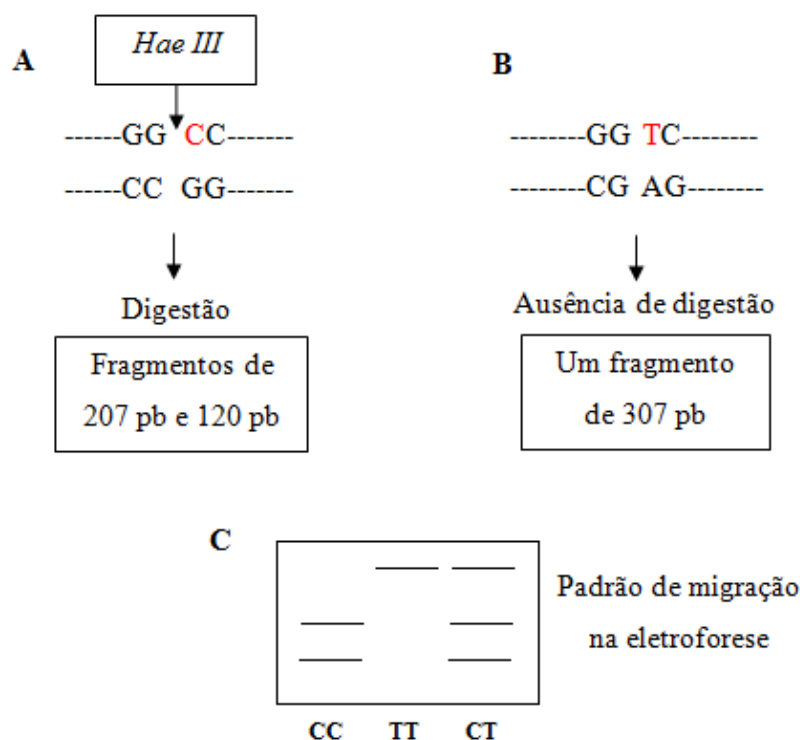 A
Hae III
------GG CC-------
------CC GG-------
Digestão
Fragmentos de
207 pb e 120 pb
B
--------GG TC--------
--------CG AG--------
Ausência de digestão
Um fragmento
de 307 pb
C
Padrão de migração
na eletroforese
CC TT CT